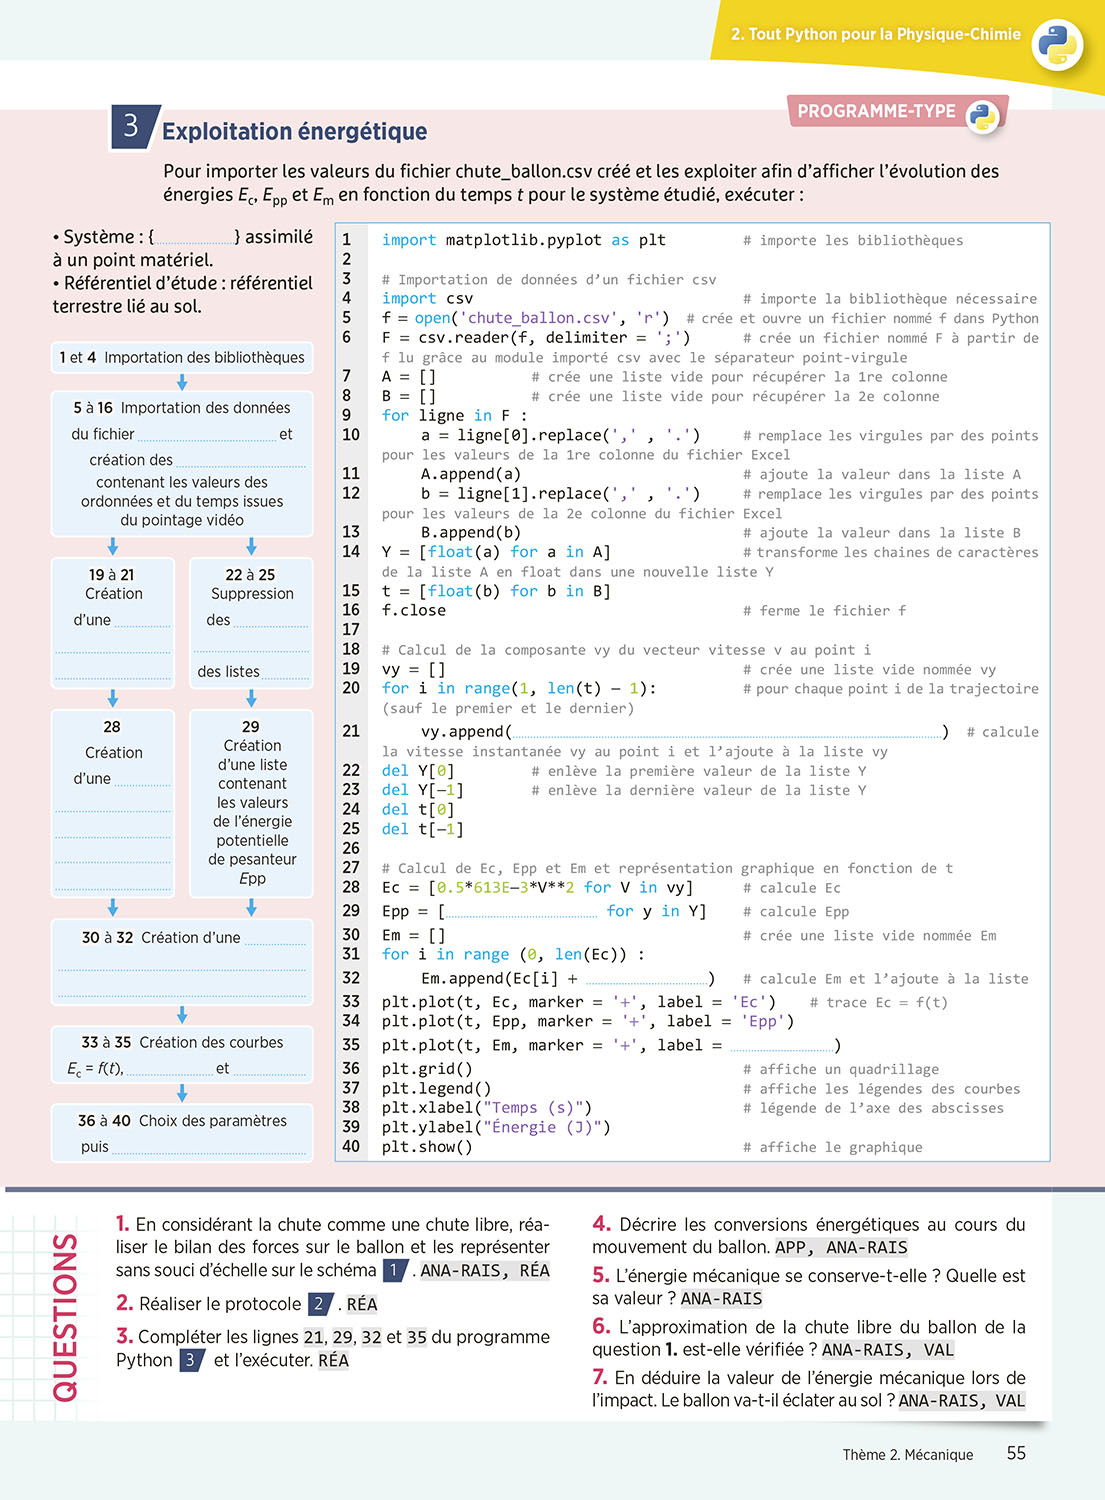 2. Tout Python pour la Physique-Chimie
PROGRAMME-TYPE
3 Exploitation énergétique
Pour importer les valeurs du fichier chute_ballon.csv créé et les exploiter afin d’afficher l’évolution des
énergies Ec, Epp et Em en fonction du temps t pour le système étudié, exécuter :
• Système : {....................} assimilé
à un point matériel.
• Référentiel d’étude : référentiel
terrestre lié au sol.
1 et 4 Importation des bibliothèques
5 à 16 Importation des données
du fichier .................... et
création des ....................
contenant les valeurs des
ordonnées et du temps issues
du pointage vidéo
19 à 21
Création
d’une ....................
22 à 25
Suppression
des ....................
des listes ....................
28
Création
d’une ....................
29
Création
d’une liste
contenant
les valeurs
de l’énergie
potentielle
de pesanteur
Epp
30 à 32 Création d’une ....................
33 à 35 Création des courbes
Ec = f(t), .................... et ....................
36 à 40 Choix des paramètres
puis ....................
1 import matplotlib.pyplot as plt # importe les bibliothèques
2
3 # Importation de données d’un fichier csv
4 import csv # importe la bibliothèque nécessaire
5 f = open('chute_ballon.csv', 'r') # crée et ouvre un fichier nommé f dans Python
6 F = csv.reader(f, delimiter = ';') # crée un fichier nommé F à partir de
f lu grâce au module importé csv avec le séparateur point-virgule
7 A = [] # crée une liste vide pour récupérer la 1re colonne
8 B = [] # crée une liste vide pour récupérer la 2e colonne
9 for ligne in F :
10 a = ligne[0].replace(',' , '.') # remplace les virgules par des points
pour les valeurs de la 1re colonne du fichier Excel
11 A.append(a) # ajoute la valeur dans la liste A
12 b = ligne[1].replace(',' , '.') # remplace les virgules par des points
pour les valeurs de la 2e colonne du fichier Excel
13 B.append(b) # ajoute la valeur dans la liste B
14 Y = [float(a) for a in A] # transforme les chaines de caractères
de la liste A en float dans une nouvelle liste Y
15 t = [float(b) for b in B]
16 f.close # ferme le fichier f
17
18 # Calcul de la composante vy du vecteur vitesse v au point i
19 vy = [] # crée une liste vide nommée vy
20 for i in range(1, len(t) – 1): # pour chaque point i de la trajectoire
(sauf le premier et le dernier)
21 vy.append(....................) # calcule
la vitesse instantanée vy au point i et l’ajoute à la liste vy
22 del Y[0] # enlève la première valeur de la liste Y
23 del Y[–1] # enlève la dernière valeur de la liste Y
24 del t[0]
25 del t[–1]
26
27 # Calcul de Ec, Epp et Em et représentation graphique en fonction de t
28 Ec = [0.5*613E–3*V**2 for V in vy] # calcule Ec
29 Epp = [.................... for y in Y] # calcule Epp
30 Em = [] # crée une liste vide nommée Em
31 for i in range (0, len(Ec)) :
32 Em.append(Ec[i] + ....................) # calcule Em et l’ajoute à la liste
33 plt.plot(t, Ec, marker = '+', label = 'Ec') # trace Ec = f(t)
34 plt.plot(t, Epp, marker = '+', label = 'Epp')
35 plt.plot(t, Em, marker = '+', label = ....................)
36 plt.grid() # affiche un quadrillage
37 plt.legend() # affiche les légendes des courbes
38 plt.xlabel("Temps (s)") # légende de l’axe des abscisses
39 plt.ylabel("Énergie (J)")
40 plt.show() # affiche le graphique
QUESTIONS
1. En considérant la chute comme une chute libre, réa-
liser le bilan des forces sur le ballon et les représenter
sans souci d’échelle sur le schéma 1 . ANA-RAIS, RÉA
2. Réaliser le protocole 2 . RÉA
3. Compléter les lignes 21, 29, 32 et 35 du programme
Python 3 et l’exécuter. RÉA
4. Décrire les conversions énergétiques au cours du
mouvement du ballon. APP, ANA-RAIS
5. L’énergie mécanique se conserve-t-elle ? Quelle est
sa valeur ? ANA-RAIS
6. L’approximation de la chute libre du ballon de la
question 1. est-elle vérifiée ? ANA-RAIS, VAL
7. En déduire la valeur de l’énergie mécanique lors de
l’impact. Le ballon va-t-il éclater au sol ? ANA-RAIS, VAL
Thème 2. Mécanique 55